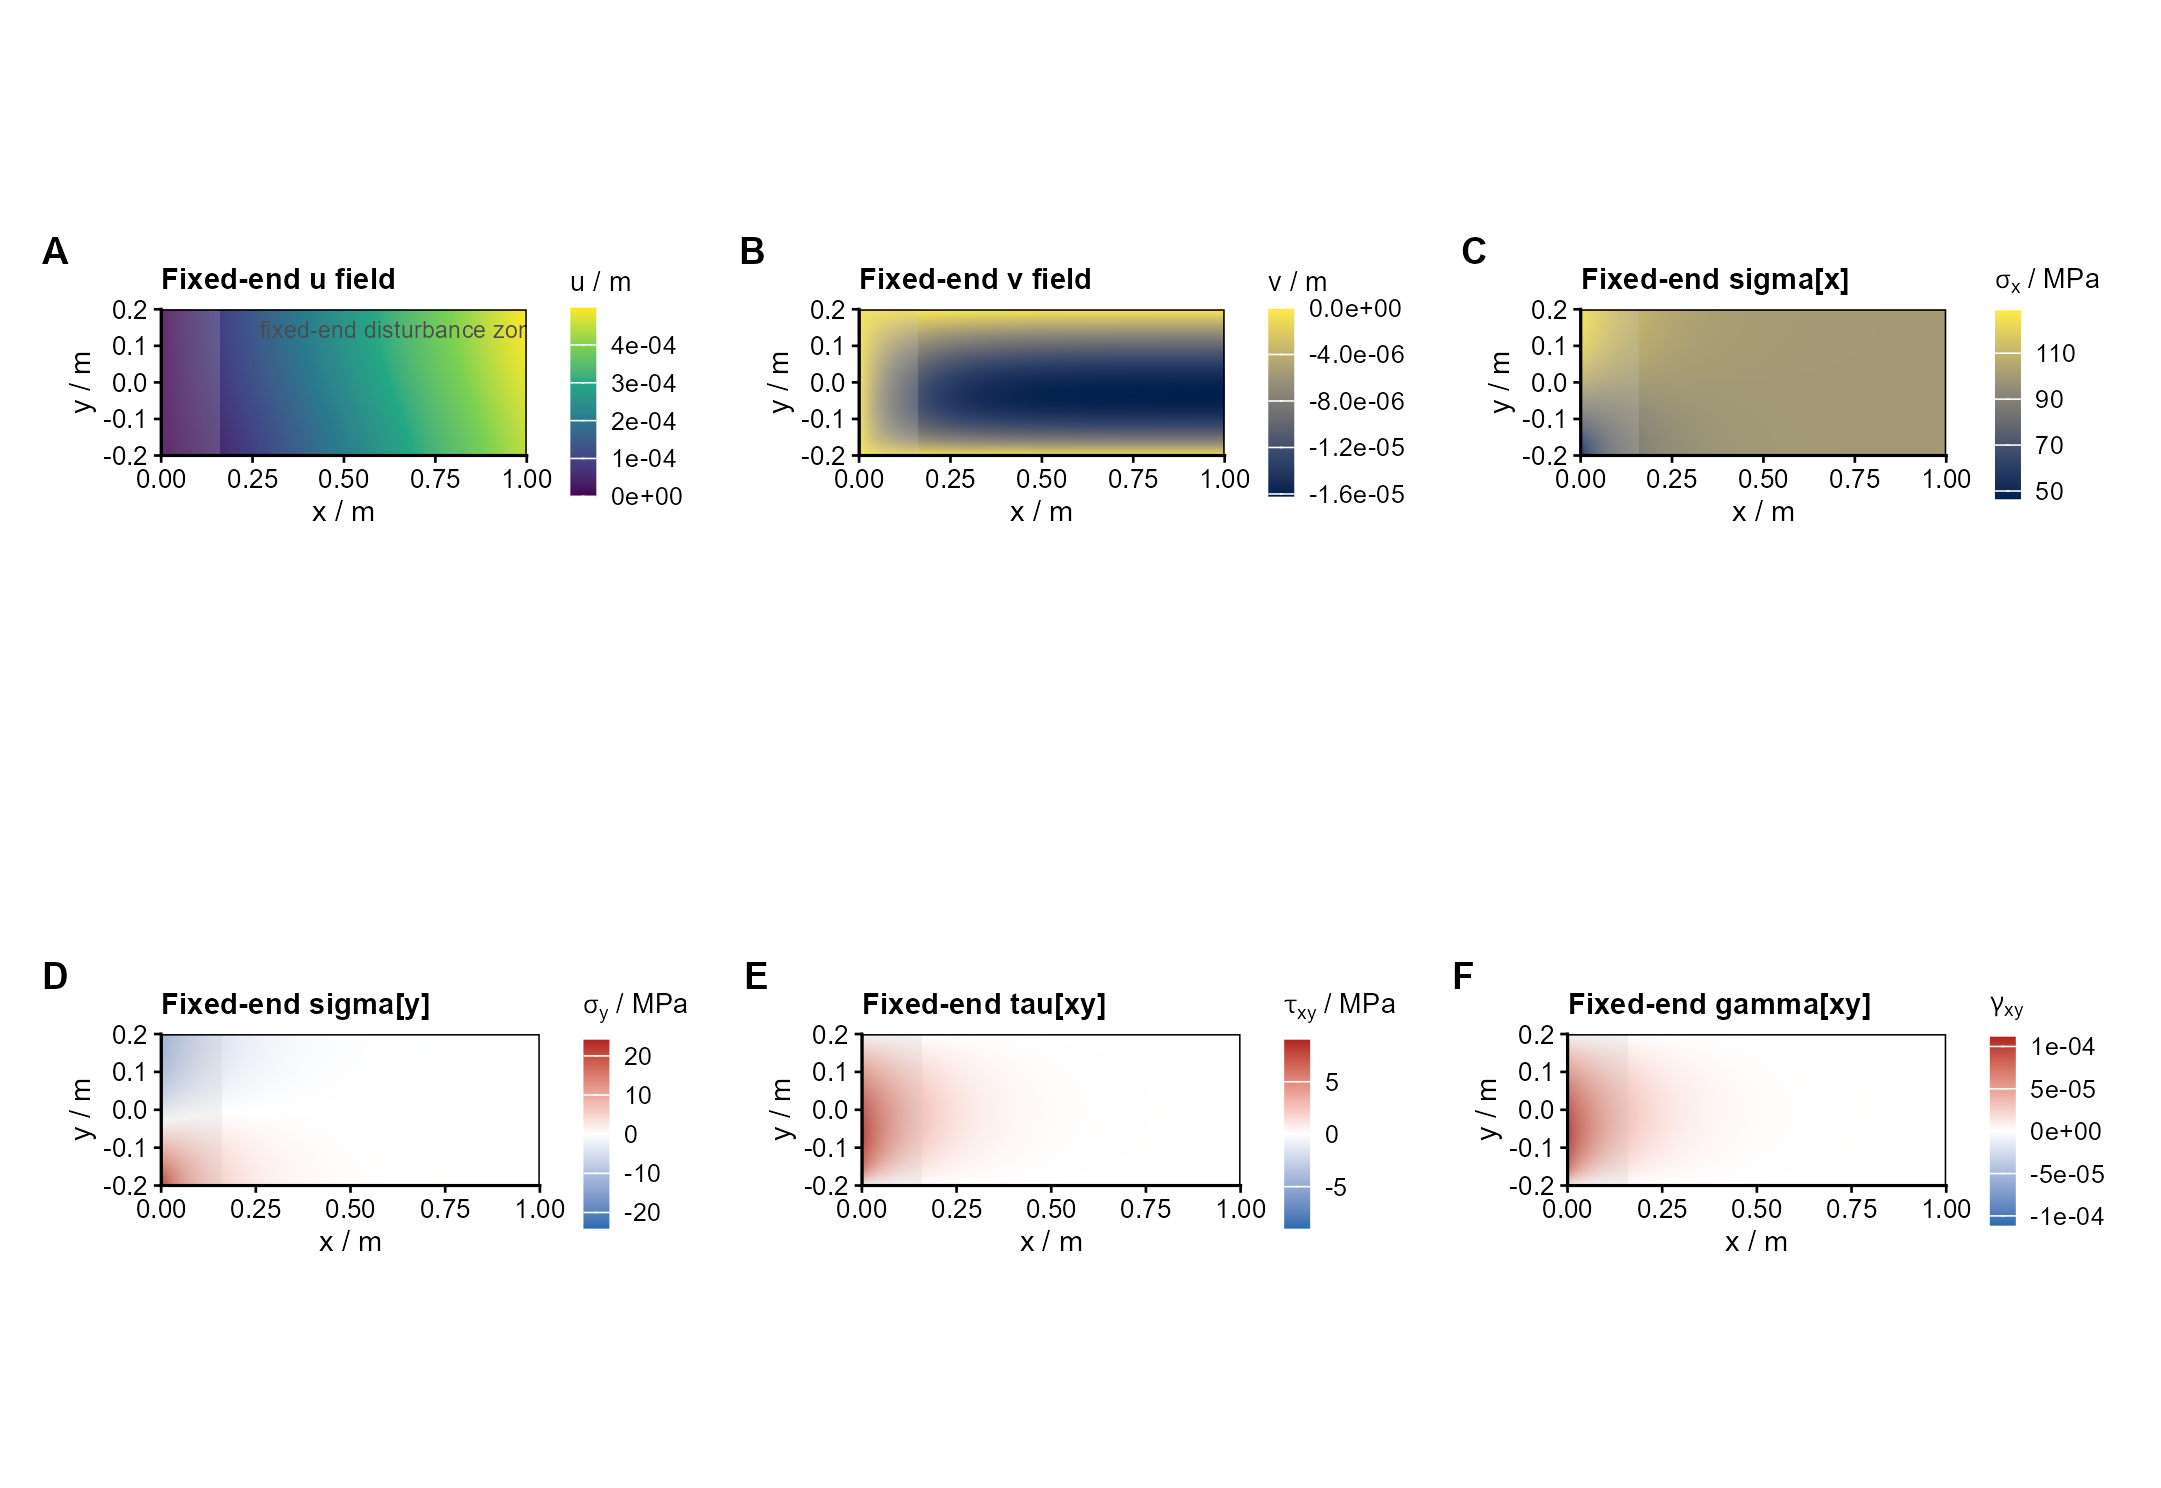 A
Fixed-end u field
u / m
0.2
0.1
0.0
-0.1
-0.2
y / m
fixed-end disturbance zor
0.00 0.25 0.50 0.75 1.00
x / m
4e-04
3e-04
2e-04
1e-04
0e+00
B
Fixed-end v field
v / m
0.2
0.1
0.0
-0.1
-0.2
y / m
0.00 0.25 0.50 0.75 1.00
x / m
0.0e+00
-4.0e-06
-8.0e-06
-1.2e-05
-1.6e-05
C
Fixed-end sigma[x]
σx / MPa
0.2
0.1
0.0
-0.1
-0.2
y / m
0.00 0.25 0.50 0.75 1.00
x / m
110
90
70
50
D
Fixed-end sigma[y]
σy / MPa
0.2
0.1
0.0
-0.1
-0.2
y / m
0.00 0.25 0.50 0.75 1.00
x / m
20
10
0
-10
-20
E
Fixed-end tau[xy]
τxy / MPa
0.2
0.1
0.0
-0.1
-0.2
y / m
0.00 0.25 0.50 0.75 1.00
x / m
5
0
-5
F
Fixed-end gamma[xy]
γxy
0.2
0.1
0.0
-0.1
-0.2
y / m
0.00 0.25 0.50 0.75 1.00
x / m
1e-04
5e-05
0e+00
-5e-05
-1e-04